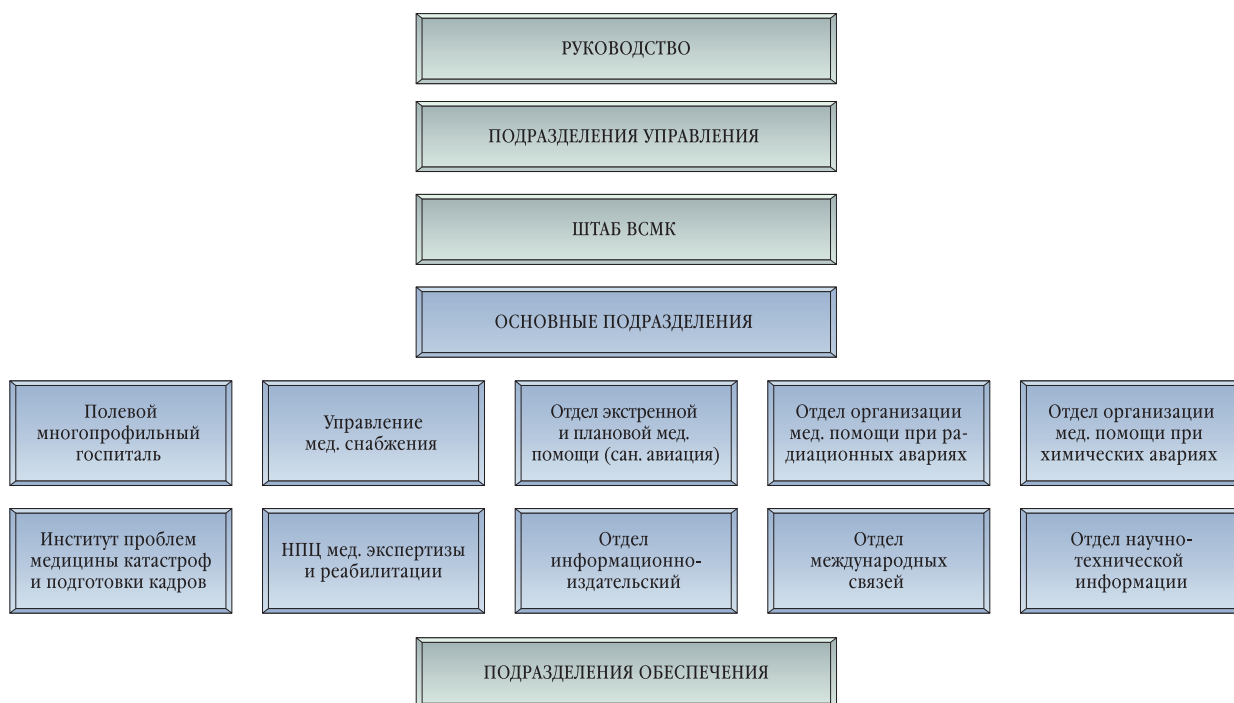 РУКОВОДСТВО
ПОДРАЗДЕЛЕНИЯ УПРАВЛЕНИЯ
ШТАБ ВСМК
ОСНОВНЫЕ ПОДРАЗДЕЛЕНИЯ
Полевой
многопрофильный
госпиталь
Управление
мед. снабжения
Отдел экстренной
и плановой мед.
помощи (сан. авиация)
Отдел организации
мед. помощи при ра-
диационных авариях
Отдел организации
мед. помощи при
химических авариях
Институт проблем
медицины катастроф
и подготовки кадров
НПЦ мед. экспертизы
и реабилитации
Отдел
информационно-
издательский
Отдел
международных
связей
Отдел научно-
технической
информации
ПОДРАЗДЕЛЕНИЯ ОБЕСПЕЧЕНИЯ